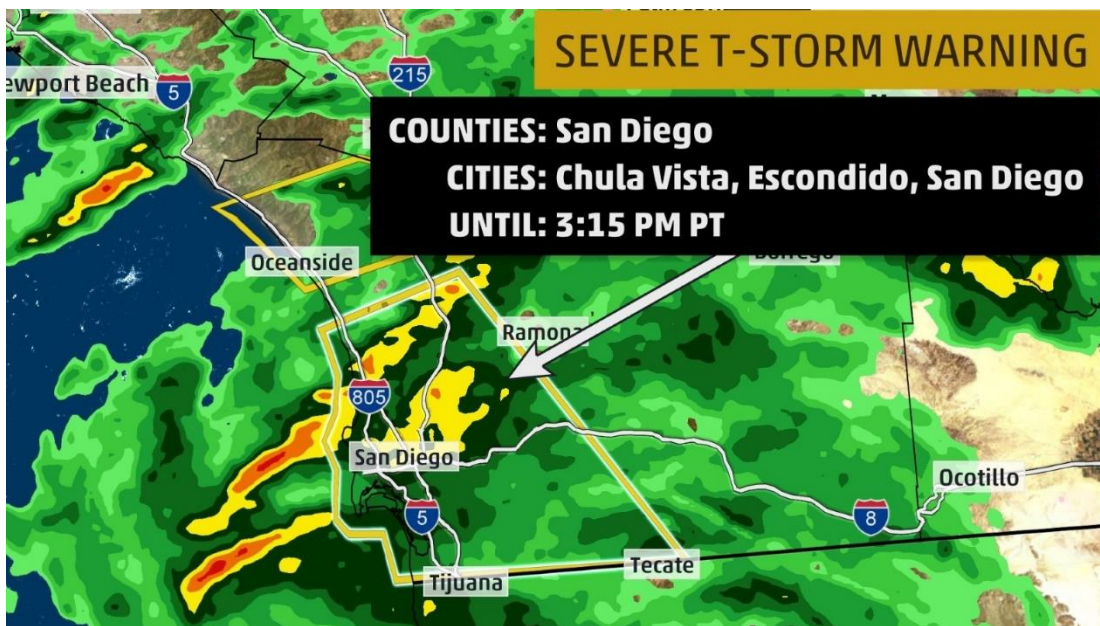 SEVERE T-STORM WARNING
COUNTIES: San Diego
CITIES: Chula Vista, Escondido, San Diego
UNTIL: 3:15 PM PT
215
ewport Beach
5
Oceanside
Ramona
805
San Diego
Ocotillo
5
8
Tecate
Tijuana